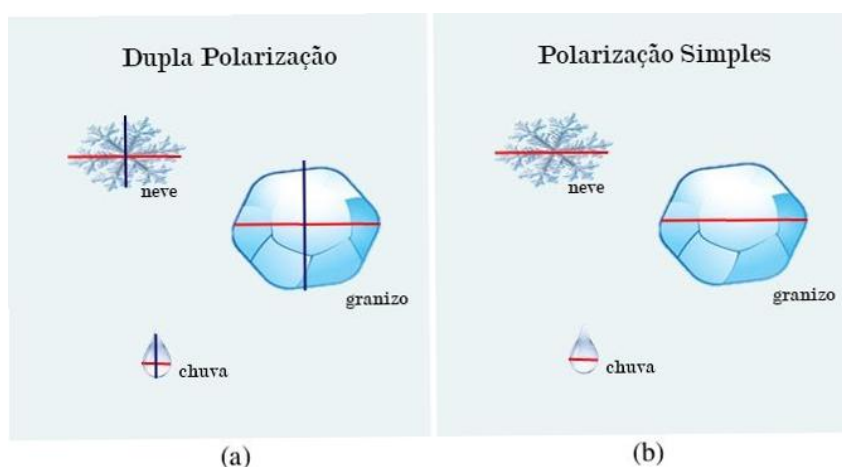 Dupla Polarização
neve
granizo
chuva
(a)
Polarização Simples
neve
granizo
chuva
(b)